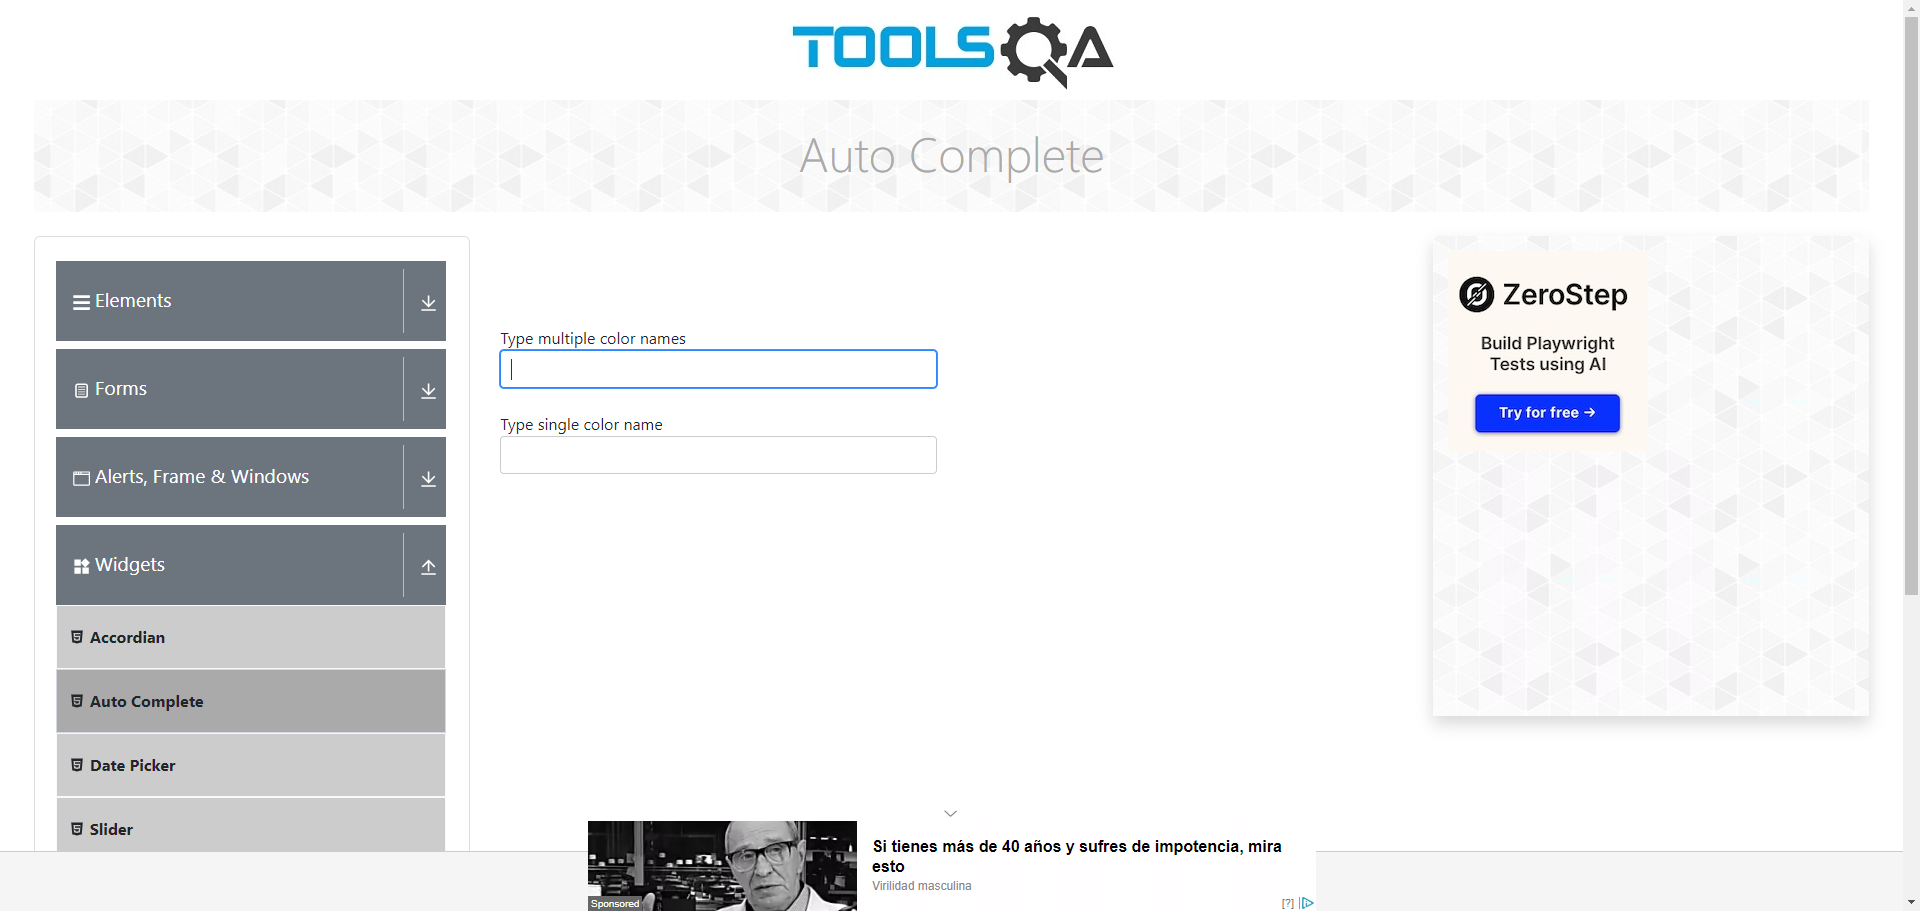 TOOLSQA
Auto Complete
Elements
Forms
Alerts, Frame & Windows
Widgets
Accordian
Auto Complete
Date Picker
Slider
Type multiple color names
Type single color name
ZeroStep
Build Playwright
Tests using AI
Try for free →
Si tienes más de 40 años y sufres de impotencia, mira
esto
Virilidad masculina
Sponsored
[?]